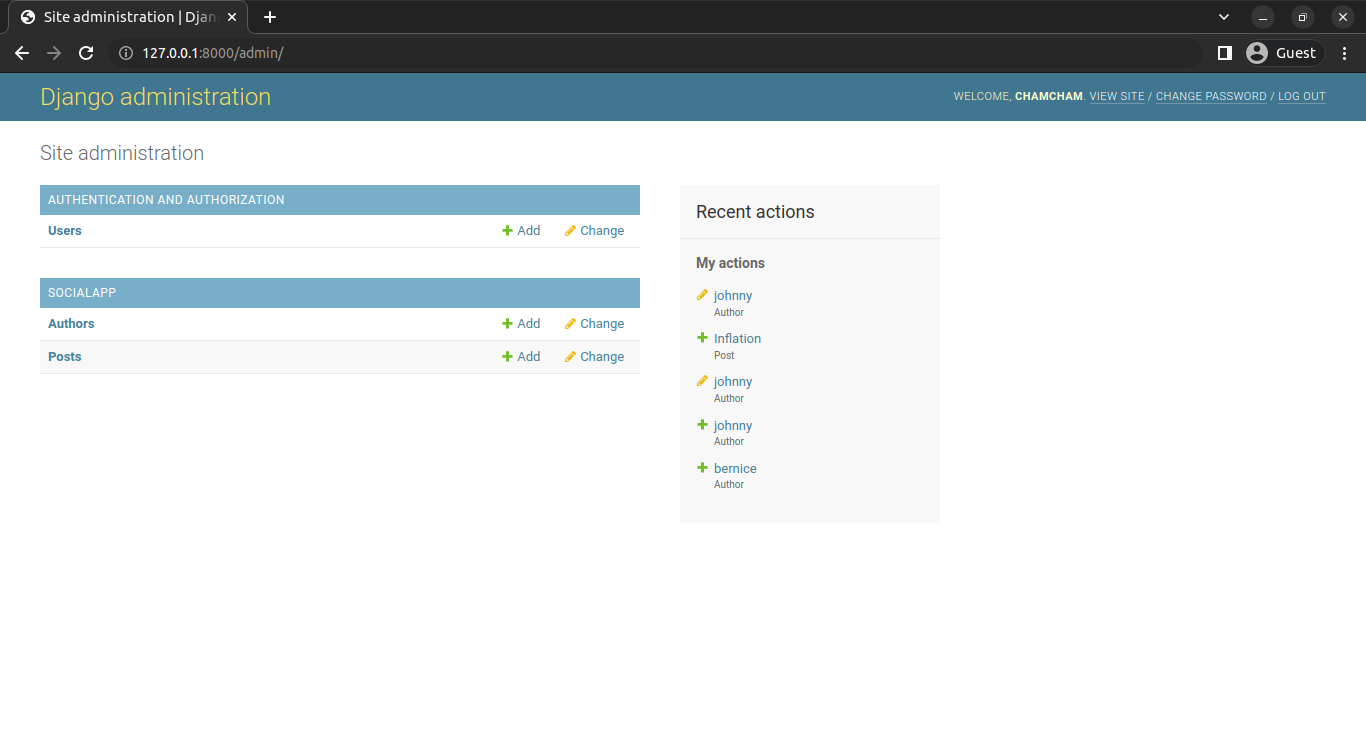 Site administration | Djan
127.0.0.1:8000/admin/
Guest
Django administration
WELCOME, CHAMCHAM. VIEW SITE / CHANGE PASSWORD / LOG OUT
Site administration
AUTHENTICATION AND AUTHORIZATION
Users Add Change
SOCIALAPP
Authors Add Change
Posts Add Change
Recent actions
My actions
johnny
Author
Inflation
Post
johnny
Author
johnny
Author
bernice
Author